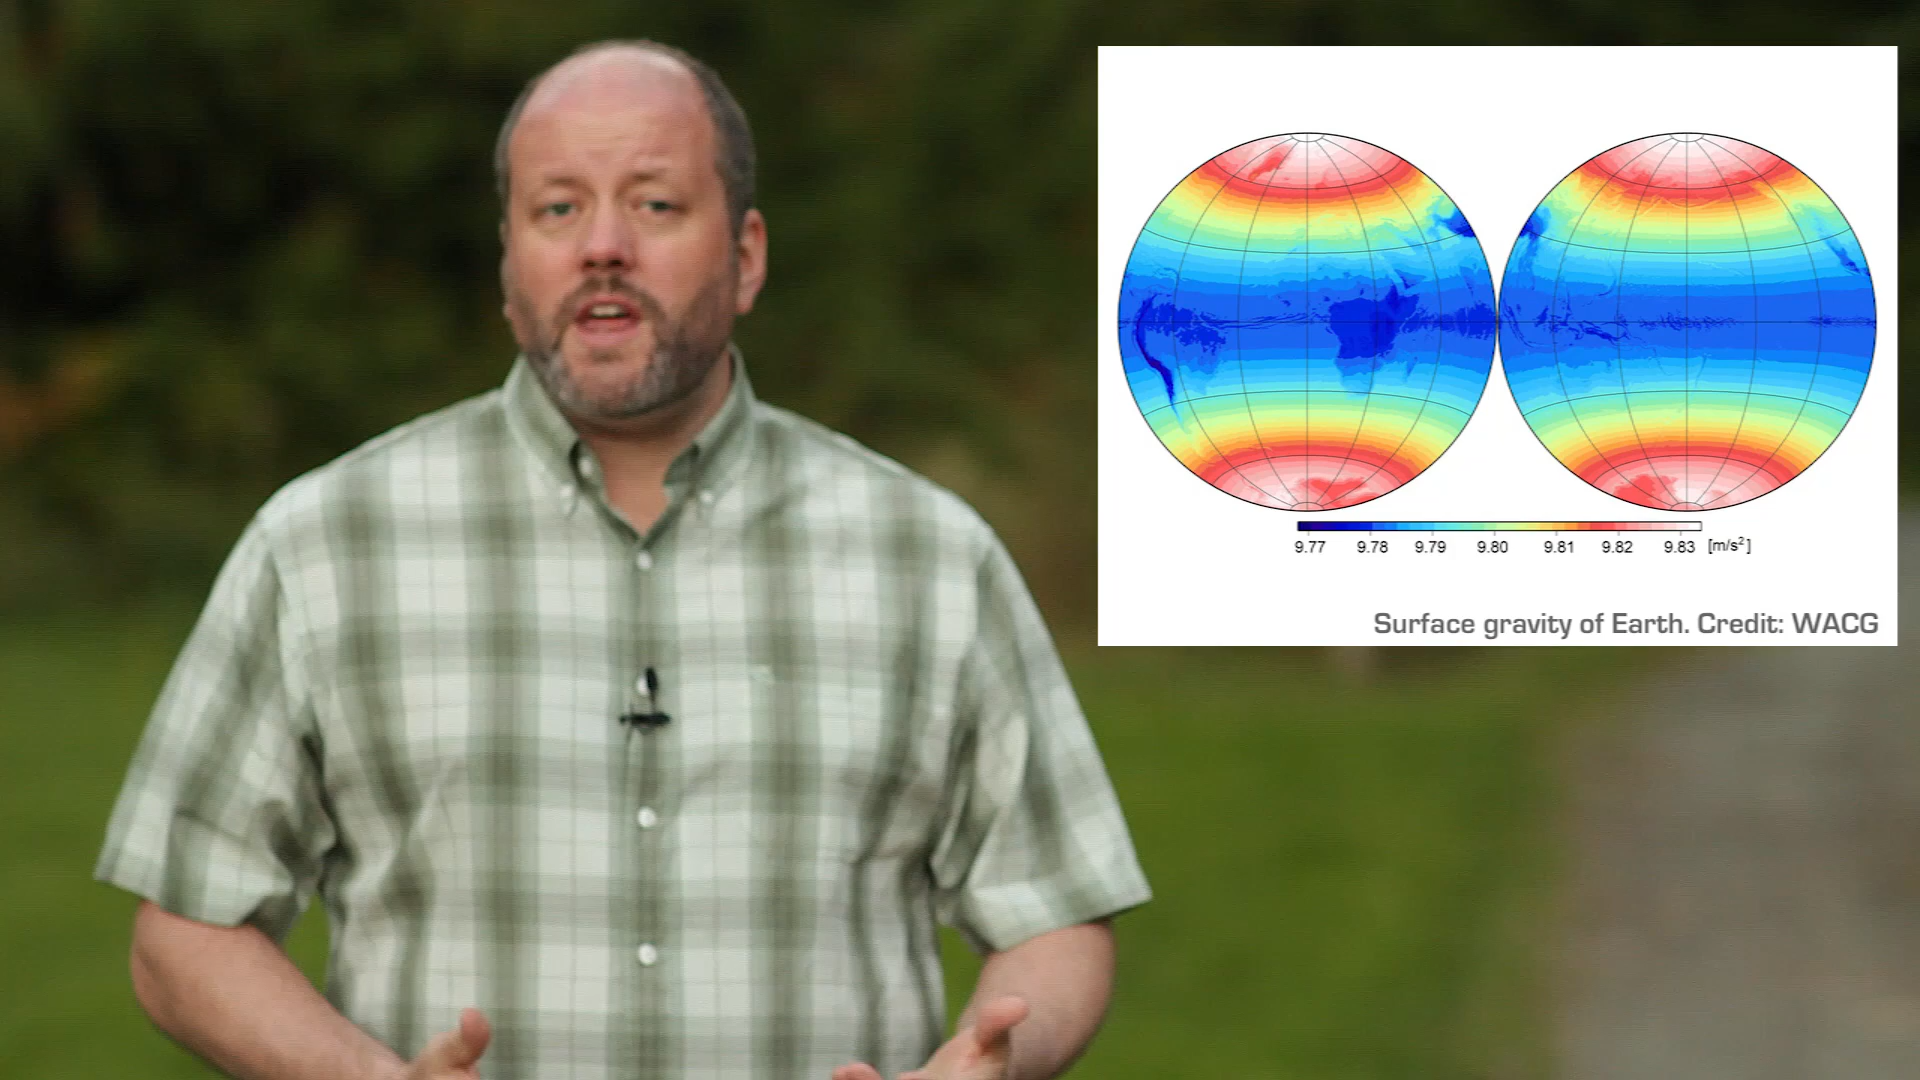 9.77 9.78 9.79 9.80 9.81 9.82 9.83 [m/s²]
Surface gravity of Earth. Credit: WACG